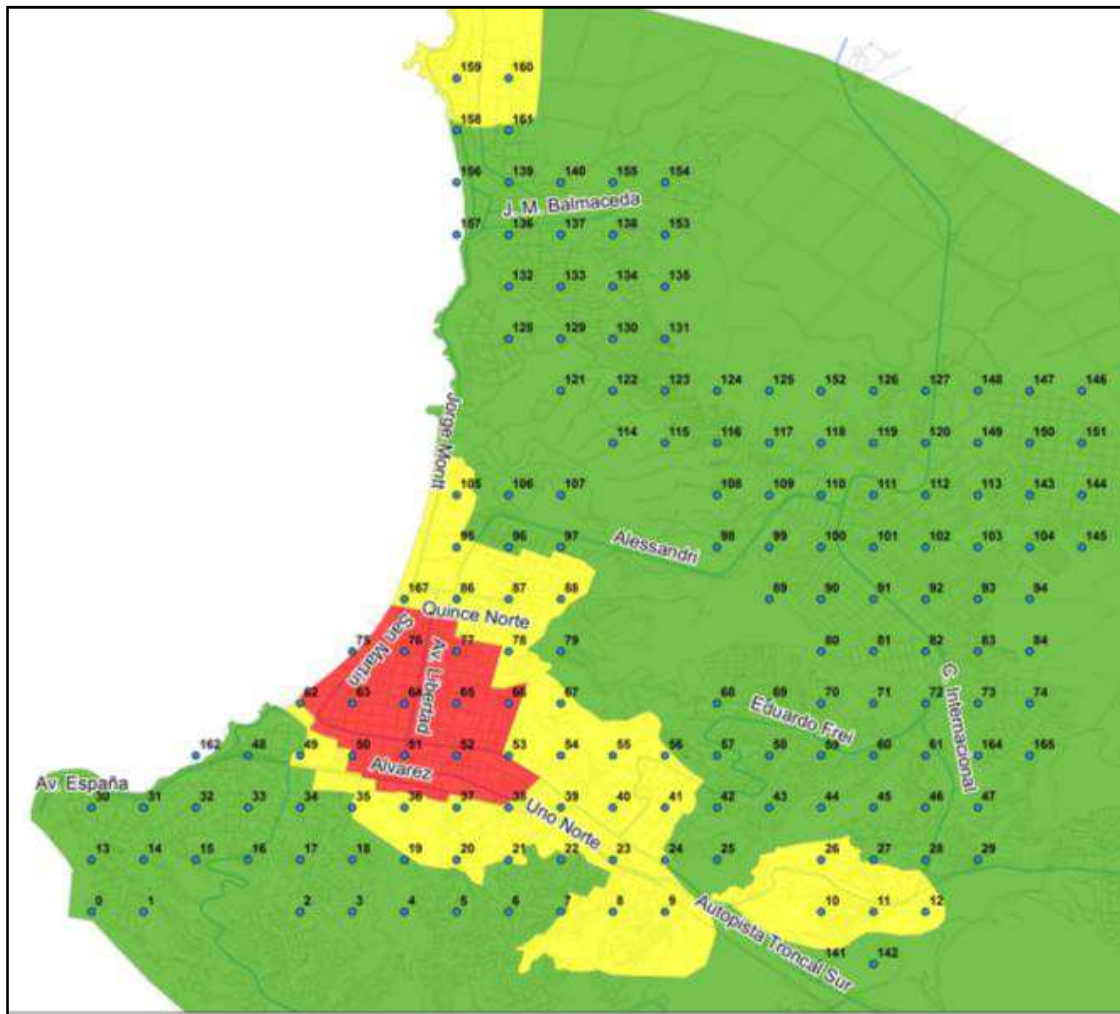 159 160
158 161
156 139 140 155 154
J. M. Balmaceda
157 136 137 138 153
132 133 134 135
128 129 130 131
121 122 123 124 125 152 126 127 148 147 146
Jorge Montt
114 115 116 117 118 119 120 149 150 151
105 106 107 108 109 110 111 112 113 143 144
Alessandri
95 96 97 98 99 100 101 102 103 104 145
167 86 87 88 89 90 91 92 93 94
Quince Norte
San Martín
Av. Libertad
75 76 77 78 79 80 81 82 83 84
C. Internacional
62 63 64 65 66 67 68 69 70 71 72 73 74
Eduardo Frei
162 48 49 50 51 52 53 54 55 56 57 58 59 60 61 164 165
Alvarez
Av. España
30 31 32 33 34 35 36 37 38 39 40 41 42 43 44 45 46 47
Uno Norte
13 14 15 16 17 18 19 20 21 22 23 24 25 26 27 28 29
0 1 2 3 4 5 6 7 8 9 10 11 12
Autopista Troncal Sur
141 142